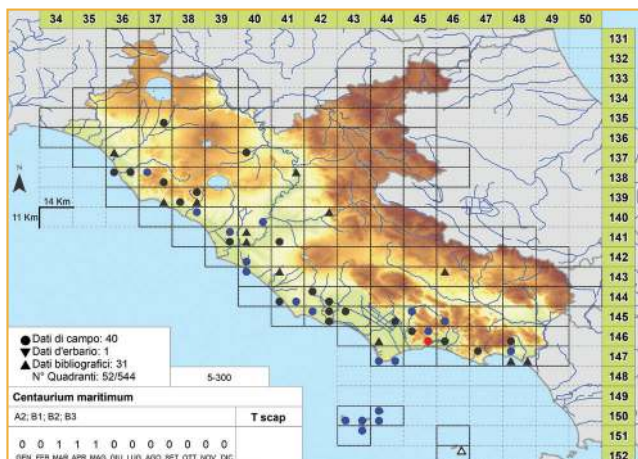 34 35 36 37 38 39 40 41 42 43 44 45 46 47 48 49 50
131
132
133
134
135
136
137
138
139
140
141
142
143
144
145
146
147
149
150
151
152
N
14 Km
11 Km
● Dati di campo: 40
▼ Dati d'erbario: 1
▲ Dati bibliografici: 31
N° Quadranti: 52/544
5-300
Centaurium maritimum
A2; B1; B2; B3
T scap
0 0 1 1 1 0 0 0 0 0 0 0
GEN FEB MAR APR MAG GIU LUG AGO SET OTT NOV DIC